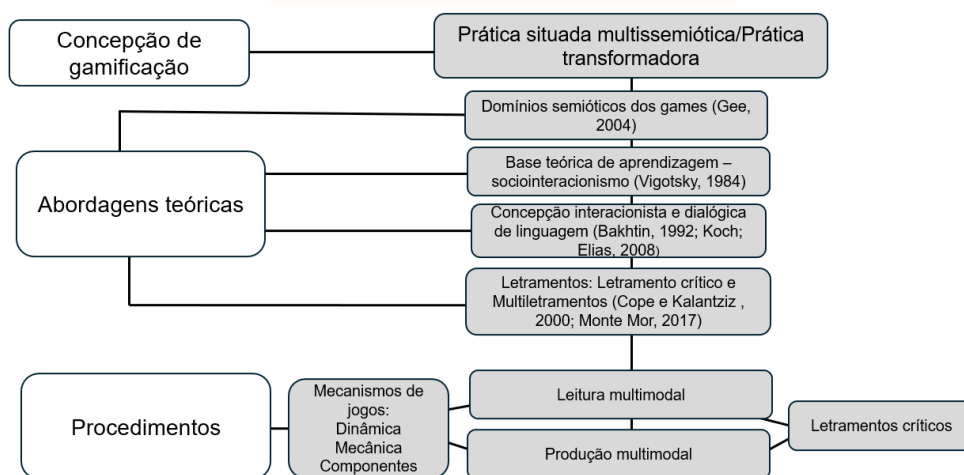 Concepção de
gamificação
Prática situada multissemiótica/Prática
transformadora
Domínios semióticos dos games (Gee,
2004)
Base teórica de aprendizagem –
sociointeracionismo (Vigotsky, 1984)
Abordagens teóricas
Concepção interacionista e dialógica
de linguagem (Bakhtin, 1992; Koch;
Elias, 2008)
Letramentos: Letramento crítico e
Multiletramentos (Cope e Kalantziz ,
2000; Monte Mor, 2017)
Procedimentos
Mecanismos de
jogos:
Dinâmica
Mecânica
Componentes
Leitura multimodal
Produção multimodal
Letramentos críticos